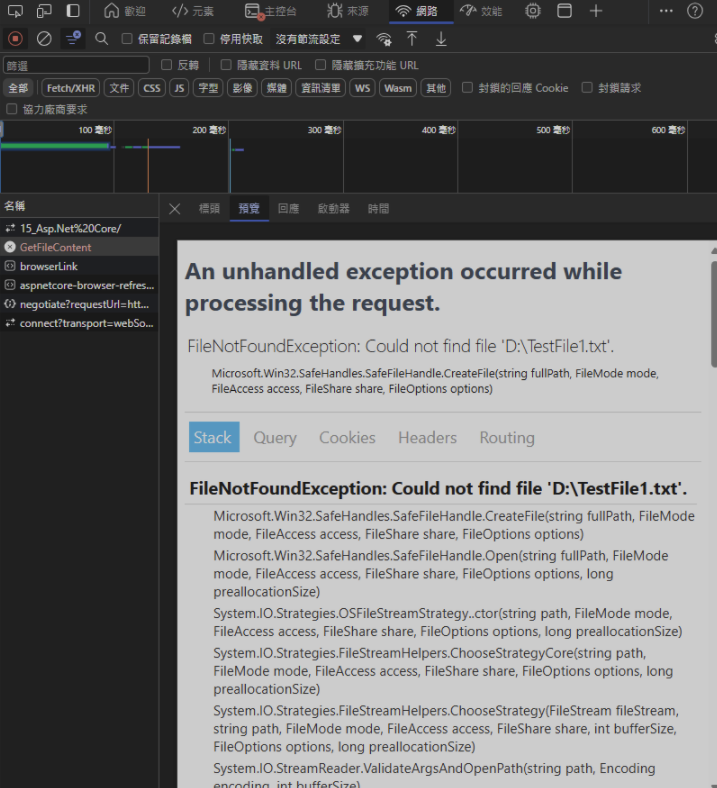 歡迎 元素 主控台 來源 網路 效能
保留記錄檔 停用快取 沒有節流設定
篩選 反轉 隱藏資料 URL 隱藏擴充功能 URL
全部 Fetch/XHR 文件 CSS JS 字型 影像 媒體 資訊清單 WS Wasm 其他 封鎖的回應 Cookie 封鎖請求
協力廠商要求
100 毫秒 200 毫秒 300 毫秒 400 毫秒 500 毫秒 600 毫秒
名稱 標頭 預覽 回應 啟動器 時間
15_Asp.Net%20Core/
GetFileContent
browserLink
aspnetcore-browser-refres...
negotiate?requestUrl=htt...
connect?transport=webSo...
An unhandled exception occurred while
processing the request.
FileNotFoundException: Could not find file 'D:\TestFile1.txt'.
Microsoft.Win32.SafeHandles.SafeFileHandle.CreateFile(string fullPath, FileMode mode,
FileAccess access, FileShare share, FileOptions options)
Stack Query Cookies Headers Routing
FileNotFoundException: Could not find file 'D:\TestFile1.txt'.
Microsoft.Win32.SafeHandles.SafeFileHandle.CreateFile(string fullPath, FileMode
mode, FileAccess access, FileShare share, FileOptions options)
Microsoft.Win32.SafeHandles.SafeFileHandle.Open(string fullPath, FileMode
mode, FileAccess access, FileShare share, FileOptions options, long
preallocationSize)
System.IO.Strategies.OSFileStreamStrategy..ctor(string path, FileMode mode,
FileAccess access, FileShare share, FileOptions options, long preallocationSize)
System.IO.Strategies.FileStreamHelpers.ChooseStrategyCore(string path,
FileMode mode, FileAccess access, FileShare share, FileOptions options, long
preallocationSize)
System.IO.Strategies.FileStreamHelpers.ChooseStrategy(FileStream fileStream,
string path, FileMode mode, FileAccess access, FileShare share, int bufferSize,
FileOptions options, long preallocationSize)
System.IO.StreamReader.ValidateArgsAndOpenPath(string path, Encoding
encoding, int bufferSize)